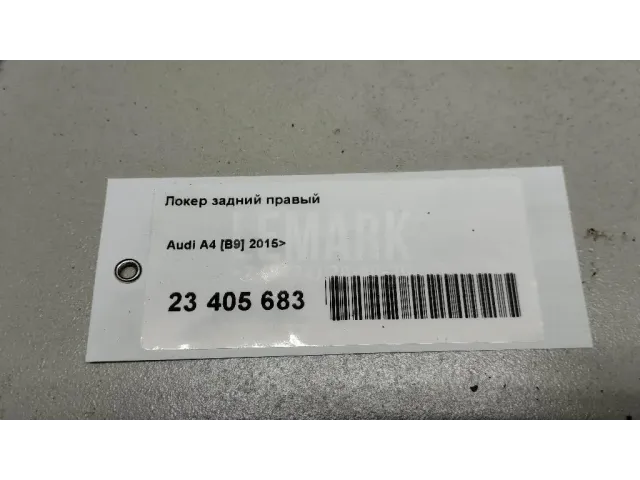 Локер задний правый
Audi A4 [B9] 2015>
23 405 683